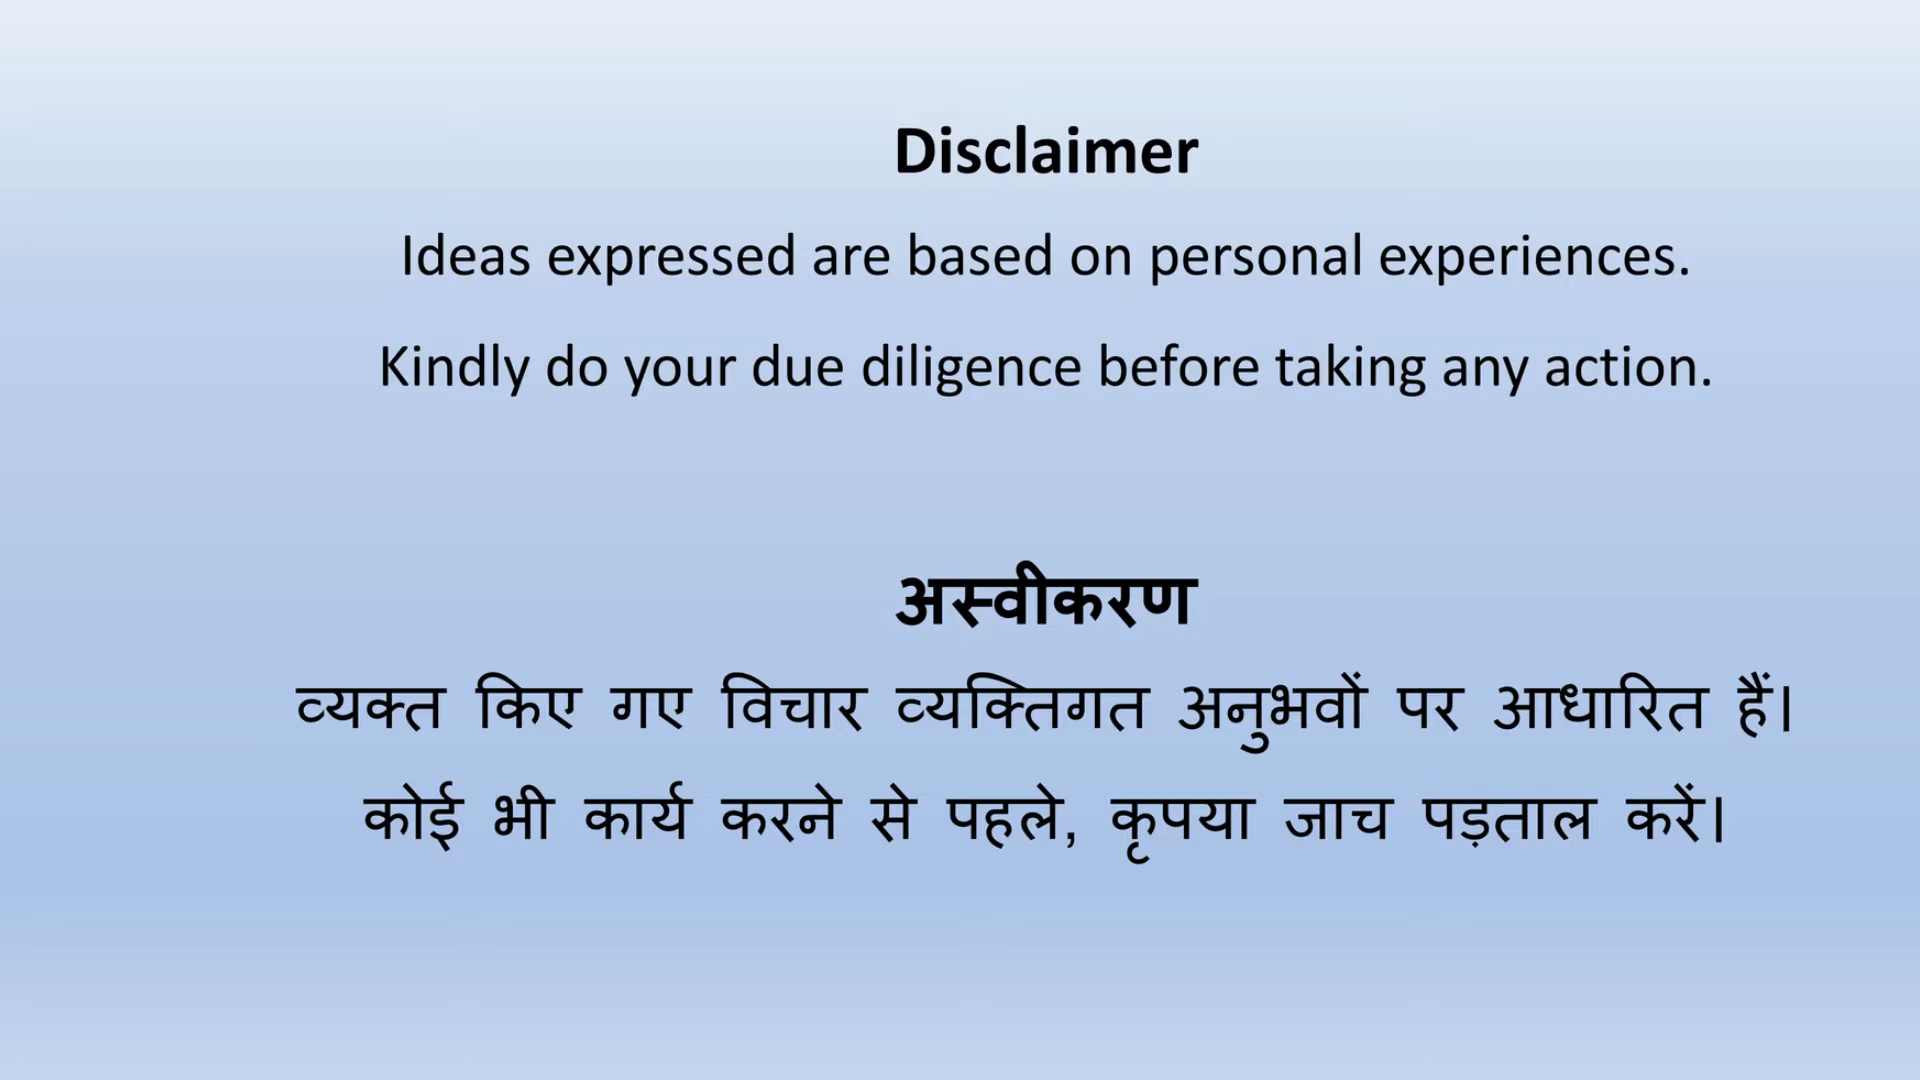 Disclaimer
Ideas expressed are based on personal experiences.
Kindly do your due diligence before taking any action.
अस्वीकरण
व्यक्त किए गए विचार व्यक्तिगत अनुभवों पर आधारित हैं।
कोई भी कार्य करने से पहले, कृपया जाच पड़ताल करें।